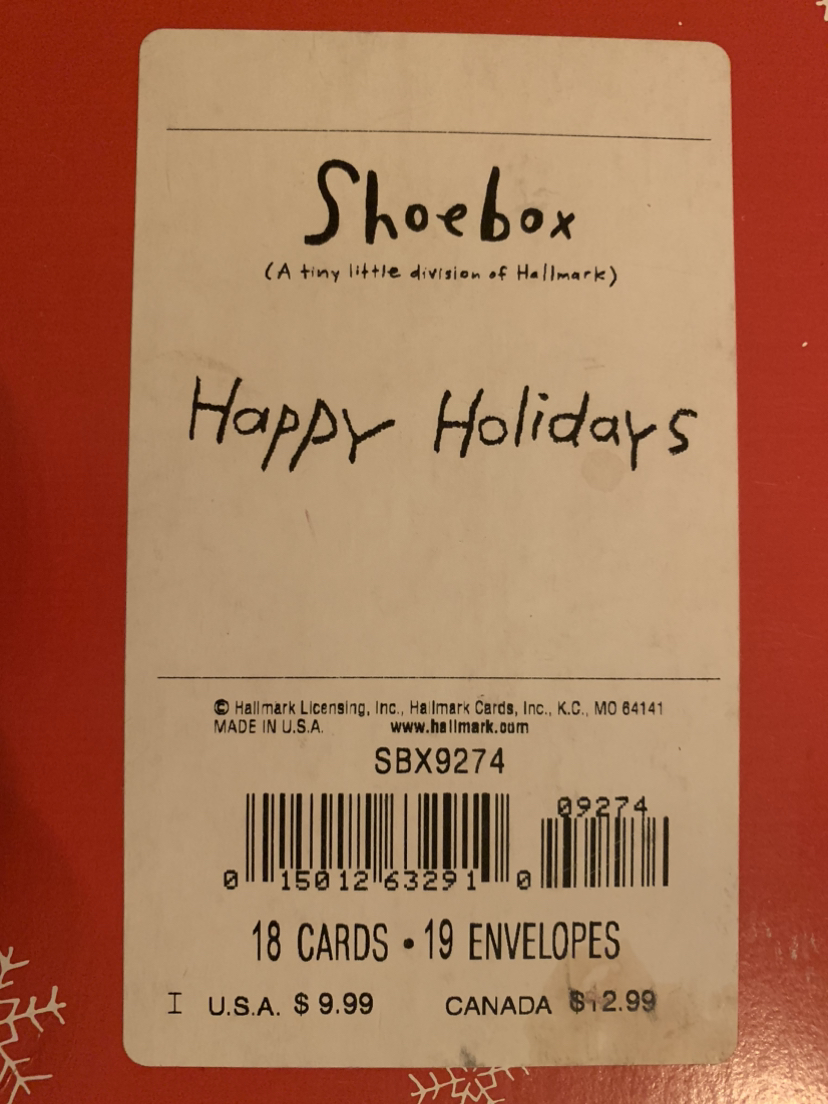 Shoebox
(A tiny little division of Hallmark)
Happy Holidays
© Hallmark Licensing, Inc., Hallmark Cards, Inc., K.C., MO 64141
MADE IN U.S.A. www.hallmark.com
SBX9274
09274
0 15012 63291 0
18 CARDS • 19 ENVELOPES
I U.S.A. $ 9.99 CANADA $12.99